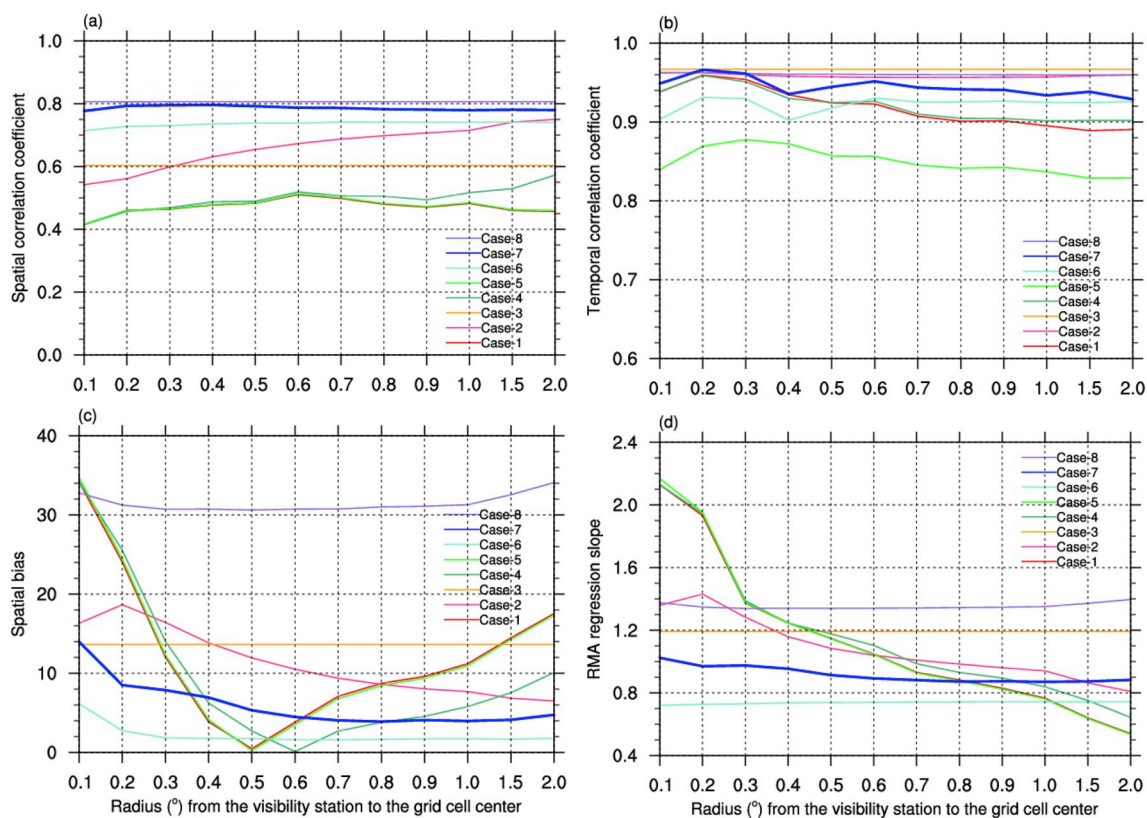 (a)
Spatial correlation coefficient
1.0
0.8
0.6
0.4
0.2
0.0
Case-8
Case-7
Case-6
Case-5
Case-4
Case-3
Case-2
Case-1
0.1 0.2 0.3 0.4 0.5 0.6 0.7 0.8 0.9 1.0 1.5 2.0
(b)
Temporal correlation coefficient
1.0
0.9
0.8
0.7
0.6
Case-8
Case-7
Case-6
Case-5
Case-4
Case-3
Case-2
Case-1
0.1 0.2 0.3 0.4 0.5 0.6 0.7 0.8 0.9 1.0 1.5 2.0
(c)
Spatial bias
40
30
20
10
0
Case-8
Case-7
Case-6
Case-5
Case-4
Case-3
Case-2
Case-1
0.1 0.2 0.3 0.4 0.5 0.6 0.7 0.8 0.9 1.0 1.5 2.0
Radius (°) from the visibility station to the grid cell center
(d)
RMA regression slope
2.4
2.0
1.6
1.2
0.8
0.4
Case-8
Case-7
Case-6
Case-5
Case-4
Case-3
Case-2
Case-1
0.1 0.2 0.3 0.4 0.5 0.6 0.7 0.8 0.9 1.0 1.5 2.0
Radius (°) from the visibility station to the grid cell center